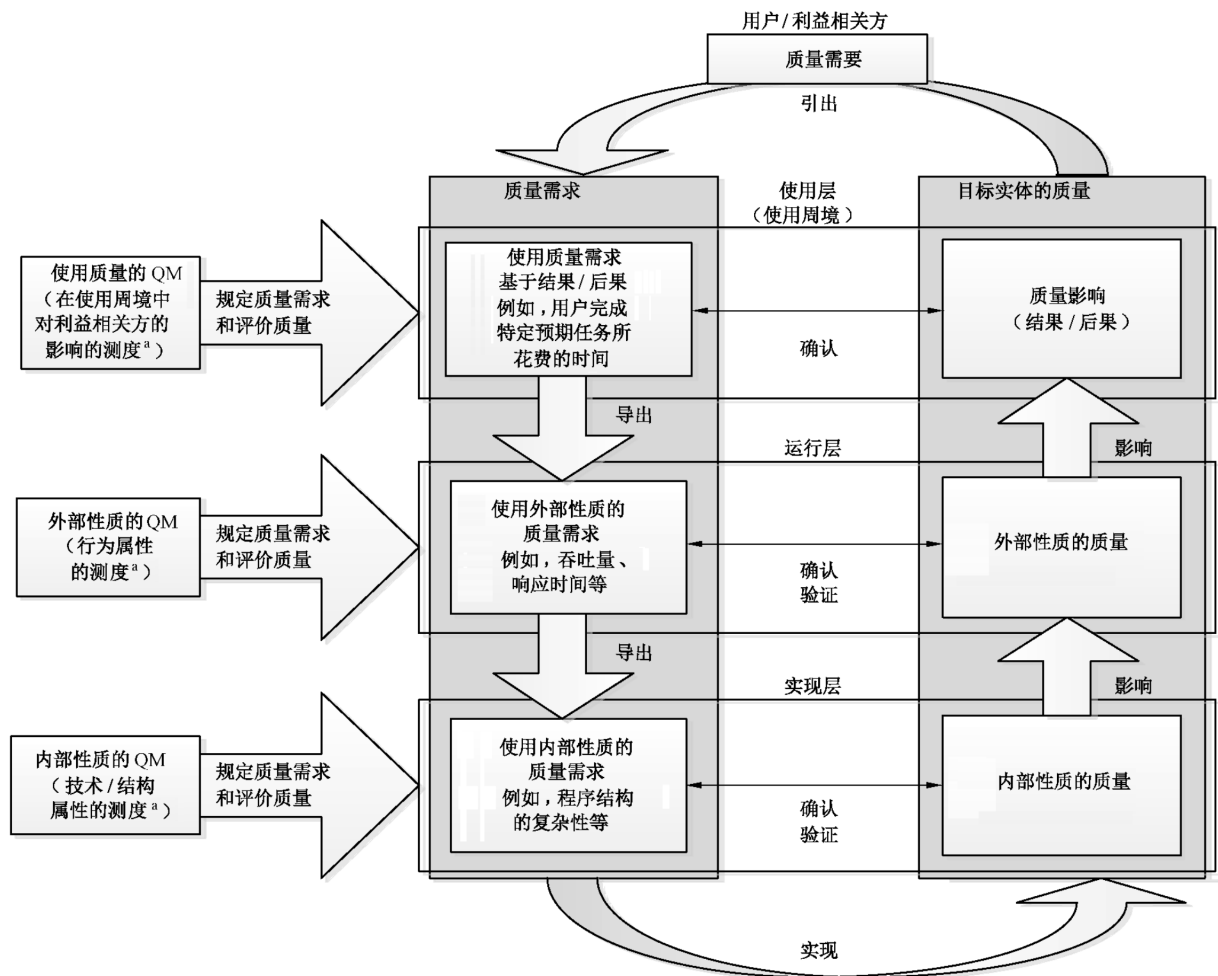 用户/利益相关方
质量需要
引出
质量需求
使用层
（使用周境）
目标实体的质量
使用质量的QM
（在使用周境中
对利益相关方的
影响的测度a）
规定质量需求
和评价质量
使用质量需求
基于结果/后果
例如，用户完成
特定预期任务所
花费的时间
确认
质量影响
（结果/后果）
导出
运行层
影响
外部性质的QM
（行为属性
的测度a）
规定质量需求
和评价质量
使用外部性质的
质量需求
例如，吞吐量、
响应时间等
确认
验证
外部性质的质量
导出
实现层
影响
内部性质的QM
（技术/结构
属性的测度a）
规定质量需求
和评价质量
使用内部性质的
质量需求
例如，程序结构
的复杂性等
确认
验证
内部性质的质量
实现